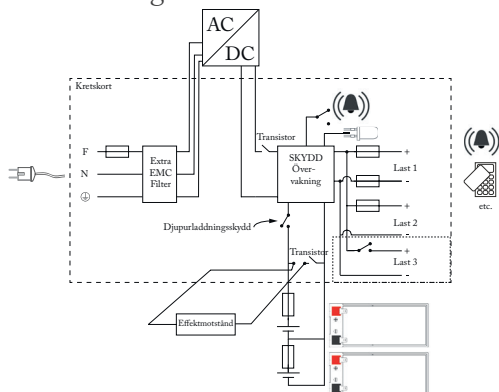 AC
DC
Kretskort
Transistor
F
N
Extra
EMC
Filter
SKYDD
Över-
vakning
+
Last 1
-
+
Last 2
-
+
Last 3
-
etc.
Djupurladdningsskydd
Transistor
Effektmotstånd